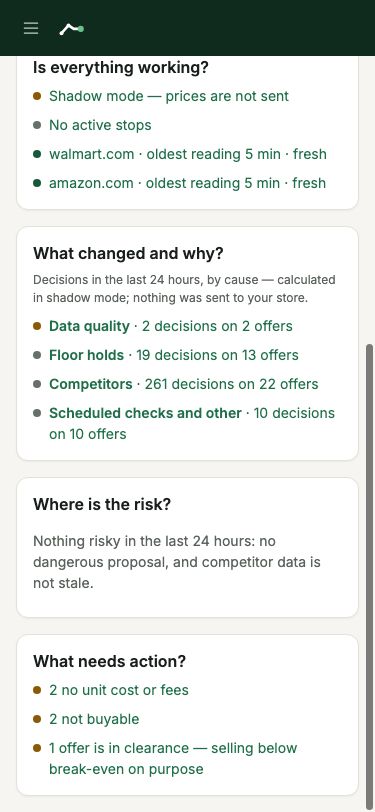 Is everything working?
Shadow mode — prices are not sent
No active stops
walmart.com · oldest reading 5 min · fresh
amazon.com · oldest reading 5 min · fresh
What changed and why?
Decisions in the last 24 hours, by cause — calculated
in shadow mode; nothing was sent to your store.
Data quality · 2 decisions on 2 offers
Floor holds · 19 decisions on 13 offers
Competitors · 261 decisions on 22 offers
Scheduled checks and other · 10 decisions
on 10 offers
Where is the risk?
Nothing risky in the last 24 hours: no
dangerous proposal, and competitor data is
not stale.
What needs action?
2 no unit cost or fees
2 not buyable
1 offer is in clearance — selling below
break-even on purpose